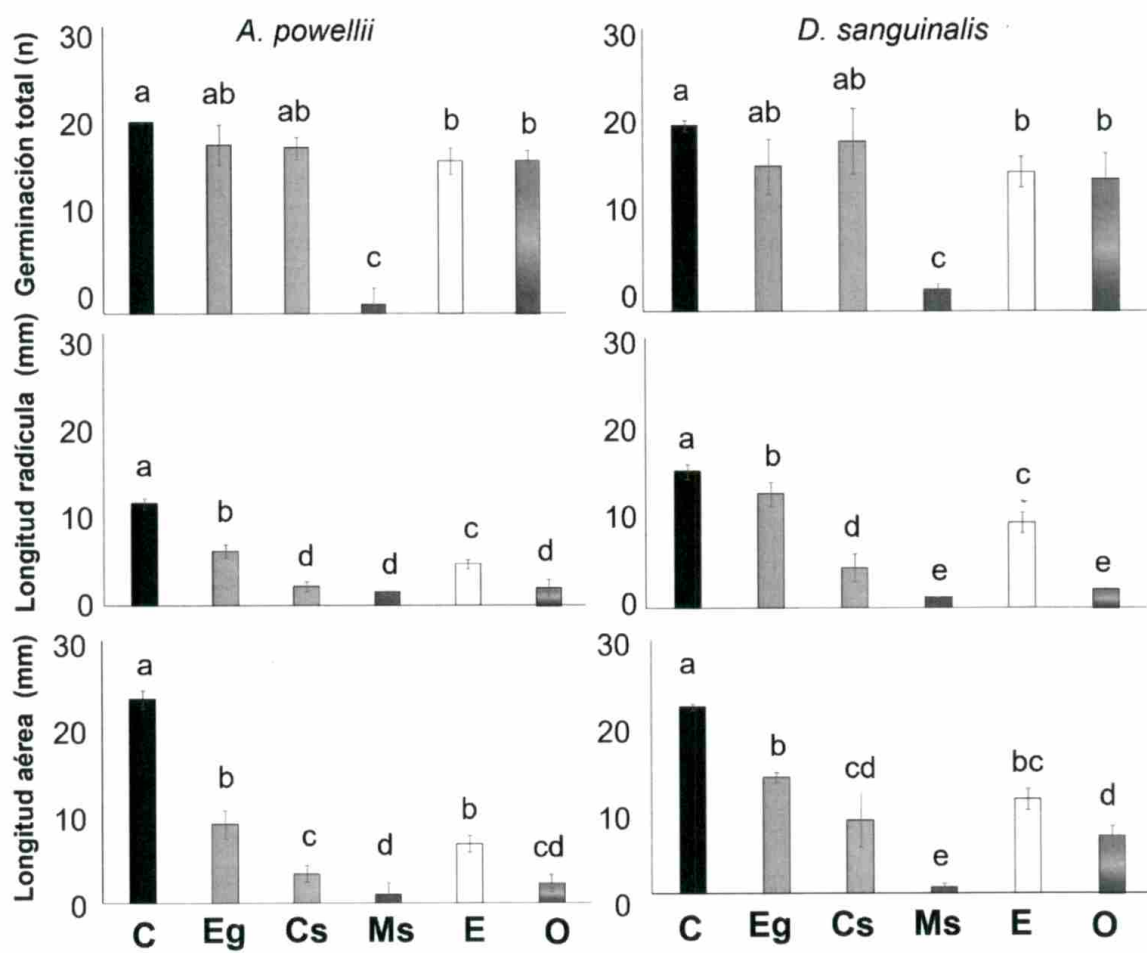 A. powellii
D. sanguinalis
Germinación total (n)
30
20
10
0
a
ab
ab
c
b
b
30
20
10
0
a
ab
ab
c
b
b
Longitud radícula (mm)
30
20
10
0
a
b
d
d
c
d
30
20
10
0
a
b
d
e
c
e
Longitud aérea (mm)
30
20
10
0
a
b
c
d
b
cd
30
20
10
0
a
b
cd
e
bc
d
C Eg Cs Ms E O
C Eg Cs Ms E O